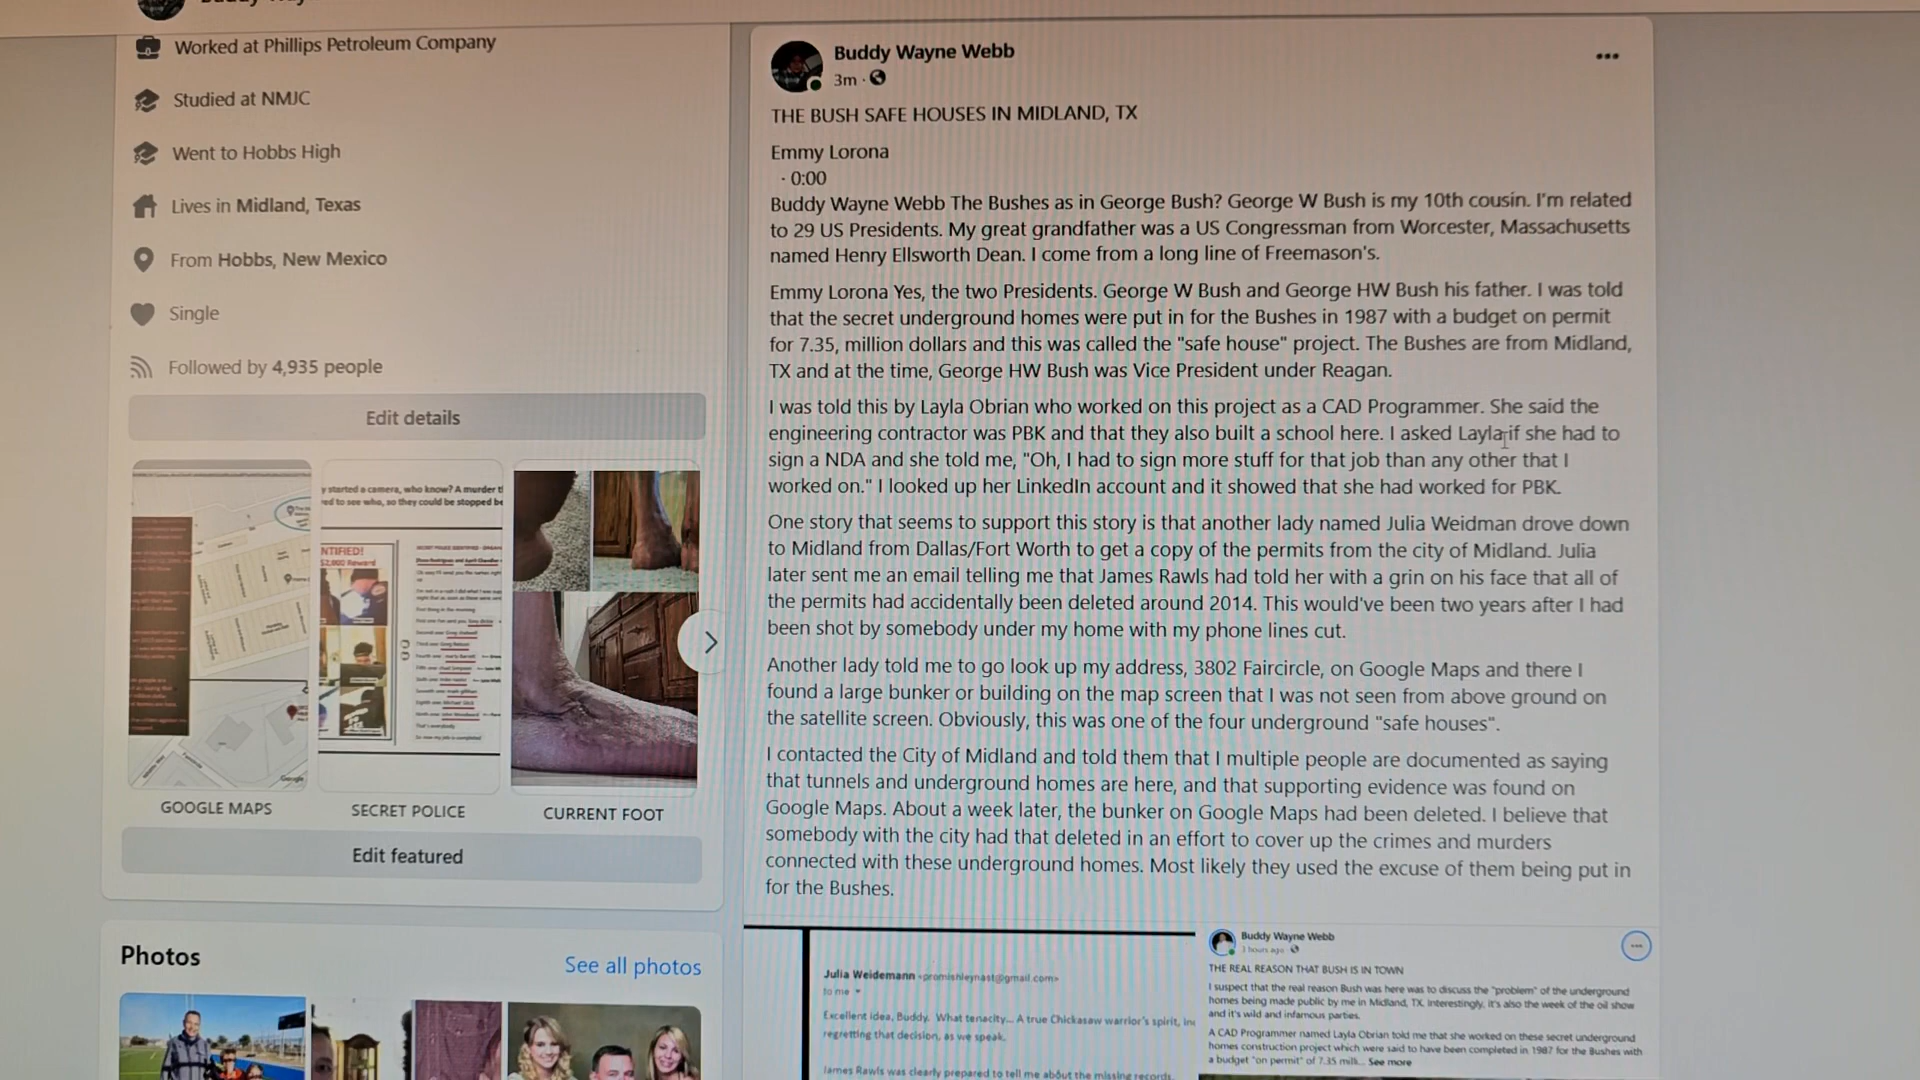 Worked at Phillips Petroleum Company
Studied at NMJC
Went to Hobbs High
Lives in Midland, Texas
From Hobbs, New Mexico
Single
Followed by 4,935 people
Edit details
GOOGLE MAPS
SECRET POLICE
CURRENT FOOT
Edit featured
Photos
See all photos
y started a camera, who know? A murder t
ed to see who, so they could be stopped be
NTIFIED!
$2,000 Reward
Google
Buddy Wayne Webb
3m ·
THE BUSH SAFE HOUSES IN MIDLAND, TX
Emmy Lorona
· 0:00
Buddy Wayne Webb The Bushes as in George Bush? George W Bush is my 10th cousin. I'm related
to 29 US Presidents. My great grandfather was a US Congressman from Worcester, Massachusetts
named Henry Ellsworth Dean. I come from a long line of Freemason's.
Emmy Lorona Yes, the two Presidents. George W Bush and George HW Bush his father. I was told
that the secret underground homes were put in for the Bushes in 1987 with a budget on permit
for 7.35, million dollars and this was called the "safe house" project. The Bushes are from Midland,
TX and at the time, George HW Bush was Vice President under Reagan.
I was told this by Layla Obrian who worked on this project as a CAD Programmer. She said the
engineering contractor was PBK and that they also built a school here. I asked Layla if she had to
sign a NDA and she told me, "Oh, I had to sign more stuff for that job than any other that I
worked on." I looked up her LinkedIn account and it showed that she had worked for PBK.
One story that seems to support this story is that another lady named Julia Weidman drove down
to Midland from Dallas/Fort Worth to get a copy of the permits from the city of Midland. Julia
later sent me an email telling me that James Rawls had told her with a grin on his face that all of
the permits had accidentally been deleted around 2014. This would've been two years after I had
been shot by somebody under my home with my phone lines cut.
Another lady told me to go look up my address, 3802 Faircircle, on Google Maps and there I
found a large bunker or building on the map screen that I was not seen from above ground on
the satellite screen. Obviously, this was one of the four underground "safe houses".
I contacted the City of Midland and told them that I multiple people are documented as saying
that tunnels and underground homes are here, and that supporting evidence was found on
Google Maps. About a week later, the bunker on Google Maps had been deleted. I believe that
somebody with the city had that deleted in an effort to cover up the crimes and murders
connected with these underground homes. Most likely they used the excuse of them being put in
for the Bushes.
Julia Weidemann <promishleynast@gmail.com>
to me
Excellent idea, Buddy. What tenacity... A true Chickasaw warrior's spirit, in
regretting that decision, as we speak.
James Rawls was clearly prepared to tell me about the missing records.
Buddy Wayne Webb
3 hours ago ·
THE REAL REASON THAT BUSH IS IN TOWN
I suspect that the real reason Bush was here was to discuss the "problem" of the underground
homes being made public by me in Midland, TX. Interestingly, it's also the week of the oil show
and it's wild and infamous parties.
A CAD Programmer named Layla Obrian told me that she worked on these secret underground
homes construction project which were said to have been completed in 1987 for the Bushes with
a budget "on permit" of 7.35 milli... See more